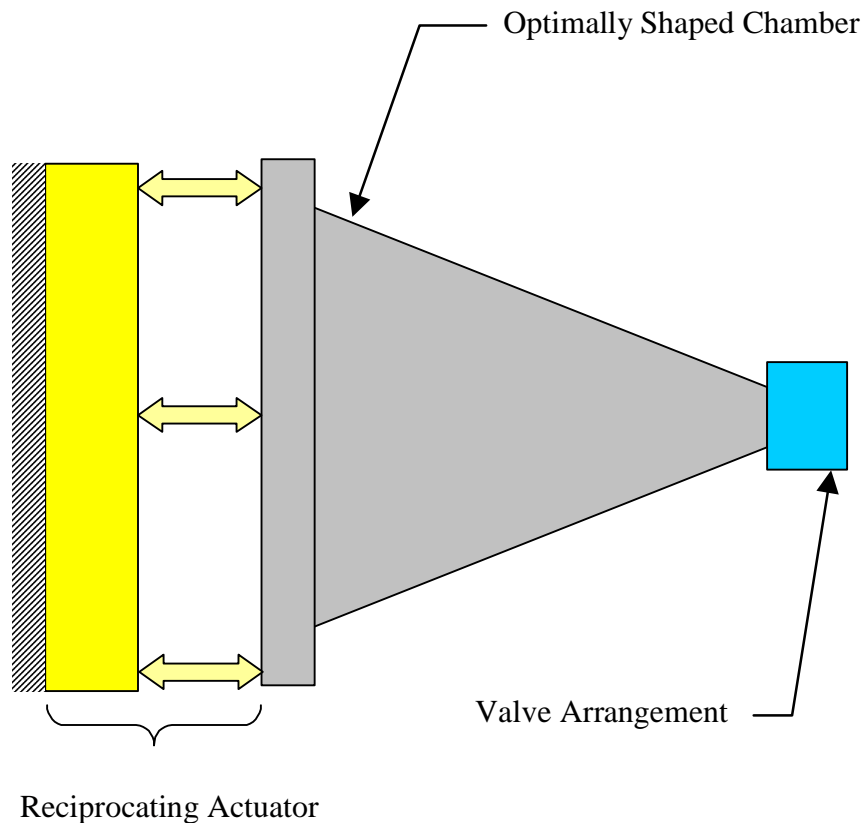 Optimally Shaped Chamber
Valve Arrangement
Reciprocating Actuator